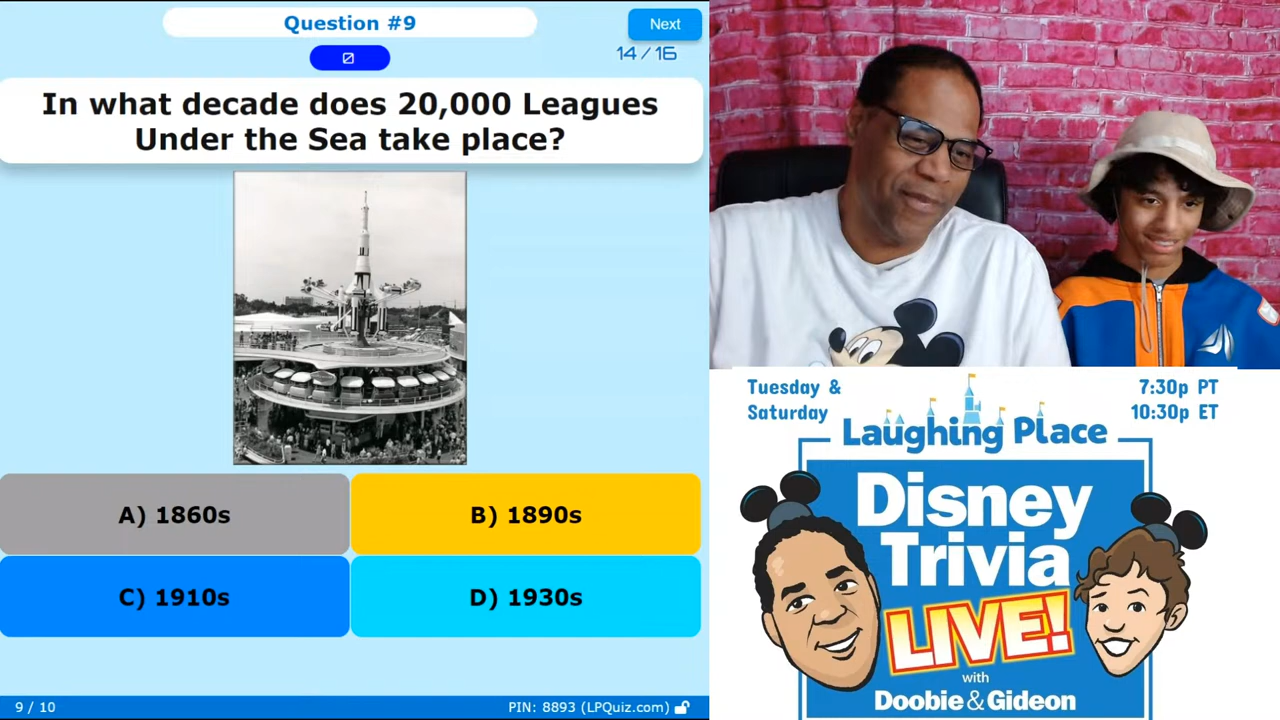 Question #9
Next
14/16
In what decade does 20,000 Leagues
Under the Sea take place?
A) 1860s
B) 1890s
C) 1910s
D) 1930s
9 / 10
PIN: 8893 (LPQuiz.com)
Tuesday &
Saturday
7:30p PT
10:30p ET
Laughing Place
Disney
Trivia
LIVE!
with
Doobie & Gideon